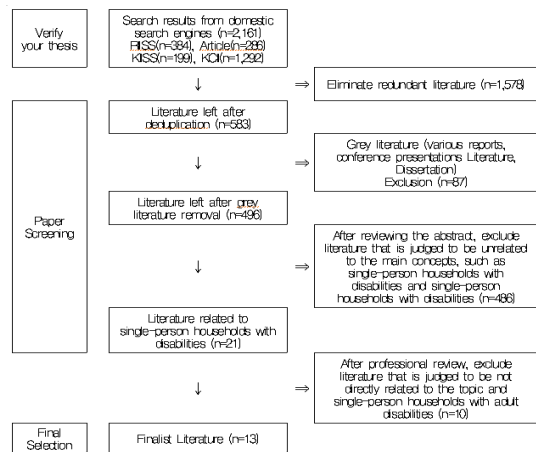 Verify
your thesis
Search results from domestic
search engines (n=2,161)
RISS(n=384), Article(n=286)
KISS(n=199), KCI(n=1,292)
↓
⇒
Eliminate redundant literature (n=1,578)
Paper
Screening
Literature left after
deduplication (n=583)
↓
⇒
Grey literature (various reports,
conference presentations Literature,
Dissertation)
Exclusion (n=87)
Literature left after grey
literature removal (n=496)
↓
⇒
After reviewing the abstract, exclude
literature that is judged to be unrelated
to the main concepts, such as
single-person households with
disabilities and single-person
households with disabilities (n=486)
Literature related to
single-person households with
disabilities (n=21)
↓
⇒
After professional review, exclude
literature that is judged to be not
directly related to the topic and
single-person households with adult
disabilities (n=10)
Final
Selection
Finalist Literature (n=13)